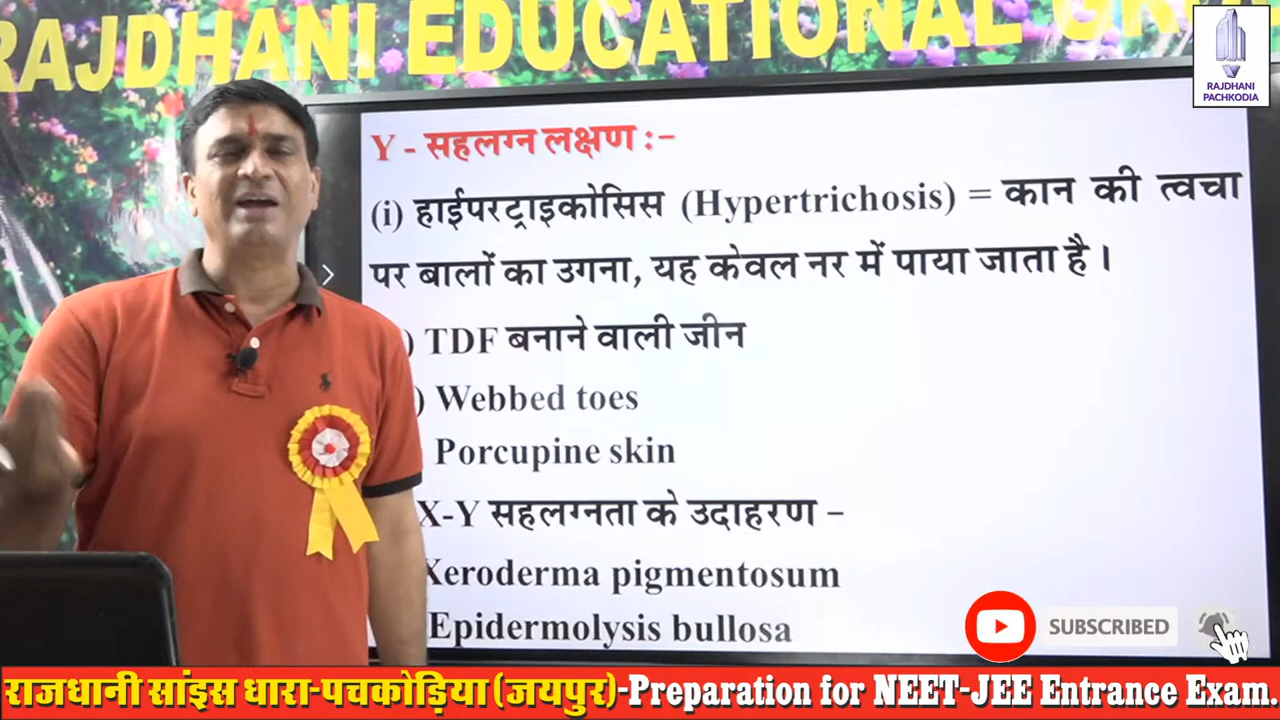 RAJDHANI EDUCATIONAL
RAJDHANI
PACHKODIA
Y - सहलग्न लक्षण :-
(i) हाईपरट्राइकोसिस (Hypertrichosis) = कान की त्वचा
पर बालों का उगना, यह केवल नर में पाया जाता है।
) TDF बनाने वाली जीन
) Webbed toes
Porcupine skin
X-Y सहलग्नता के उदाहरण -
Xeroderma pigmentosum
Epidermolysis bullosa
SUBSCRIBED
राजधानी सांइस धारा-पचकोड़िया (जयपुर)-Preparation for NEET-JEE Entrance Exam.